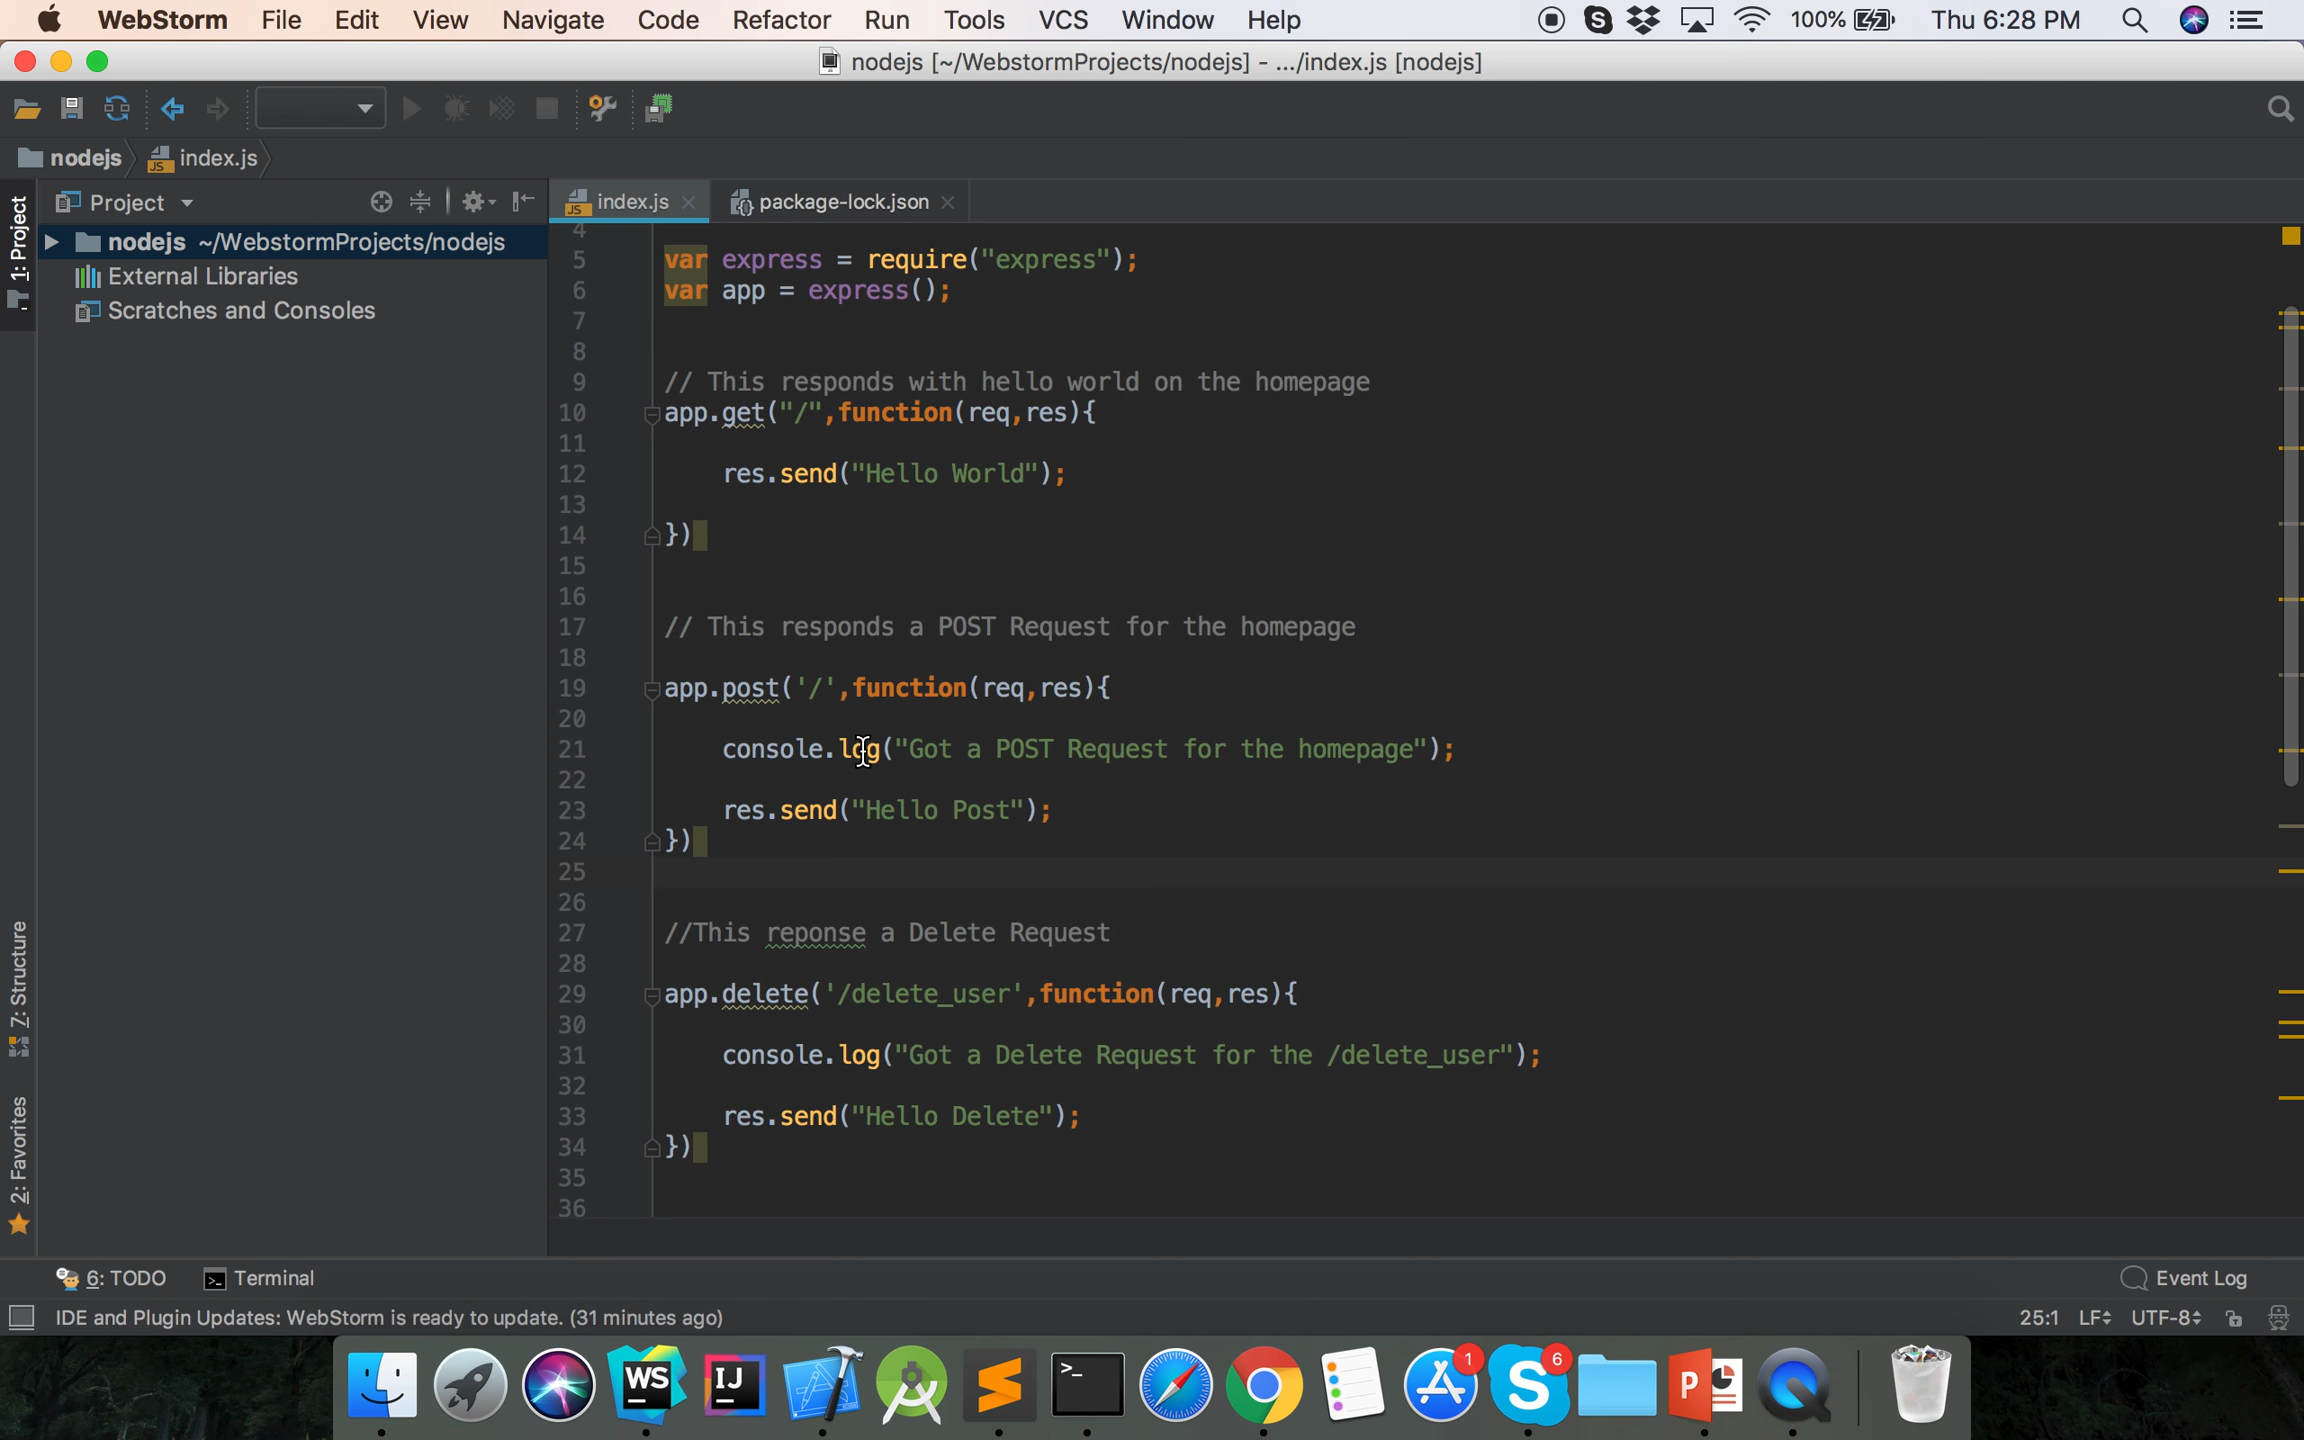 WebStorm File Edit View Navigate Code Refactor Run Tools VCS Window Help 100% Thu 6:28 PM
nodejs [~/WebstormProjects/nodejs] - .../index.js [nodejs]
nodejs index.js
Project index.js package-lock.json
1: Project
nodejs ~/WebstormProjects/nodejs
External Libraries
Scratches and Consoles
7: Structure
2: Favorites
4
5 var express = require("express");
6 var app = express();
7
8
9 // This responds with hello world on the homepage
10 app.get("/",function(req,res){
11
12 res.send("Hello World");
13
14 })
15
16
17 // This responds a POST Request for the homepage
18
19 app.post('/',function(req,res){
20
21 console.log("Got a POST Request for the homepage");
22
23 res.send("Hello Post");
24 })
25
26
27 //This reponse a Delete Request
28
29 app.delete('/delete_user',function(req,res){
30
31 console.log("Got a Delete Request for the /delete_user");
32
33 res.send("Hello Delete");
34 })
35
36
6: TODO Terminal Event Log
IDE and Plugin Updates: WebStorm is ready to update. (31 minutes ago) 25:1 LF UTF-8
WS IJ >_ 1 S 6 P